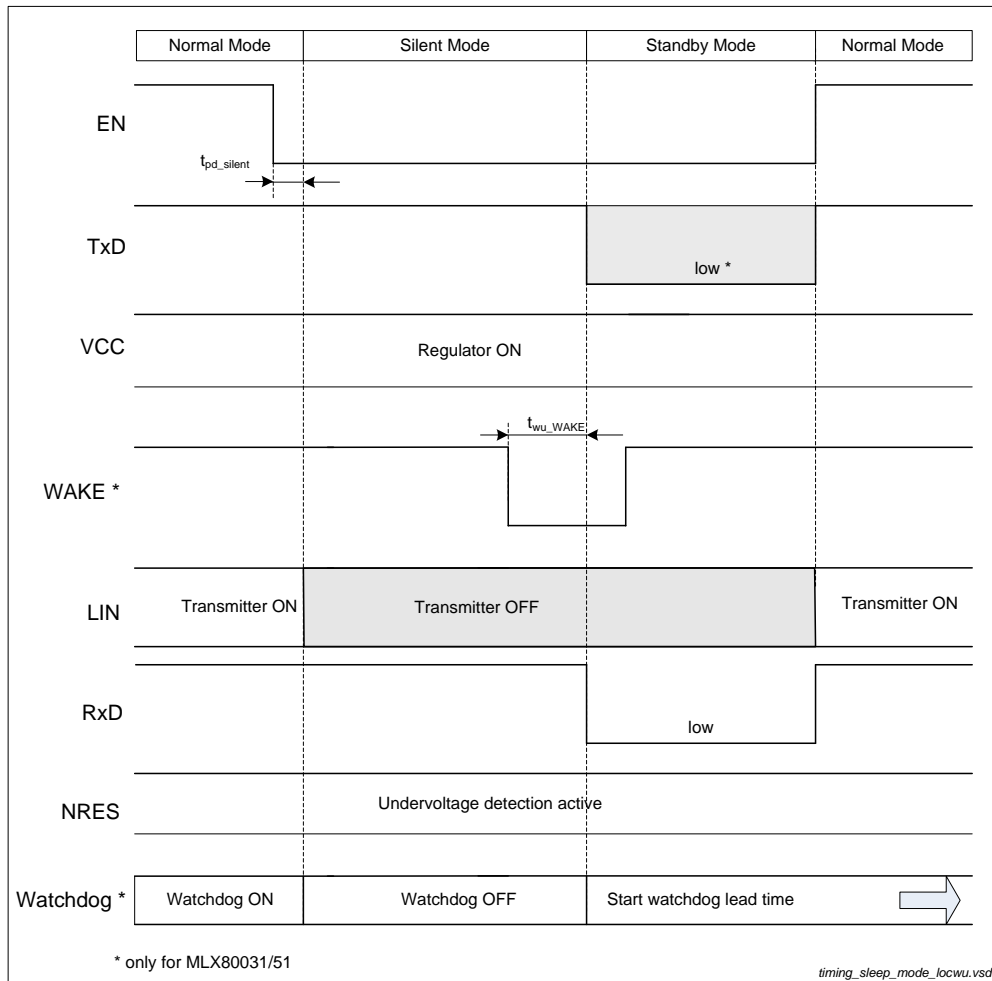 Normal Mode Silent Mode Standby Mode Normal Mode
EN
tpd_silent
TxD
low *
VCC
Regulator ON
twu_WAKE
WAKE *
LIN
Transmitter ON Transmitter OFF Transmitter ON
RxD
low
NRES
Undervoltage detection active
Watchdog * Watchdog ON Watchdog OFF Start watchdog lead time
* only for MLX80031/51
timing_sleep_mode_locwu.vsd